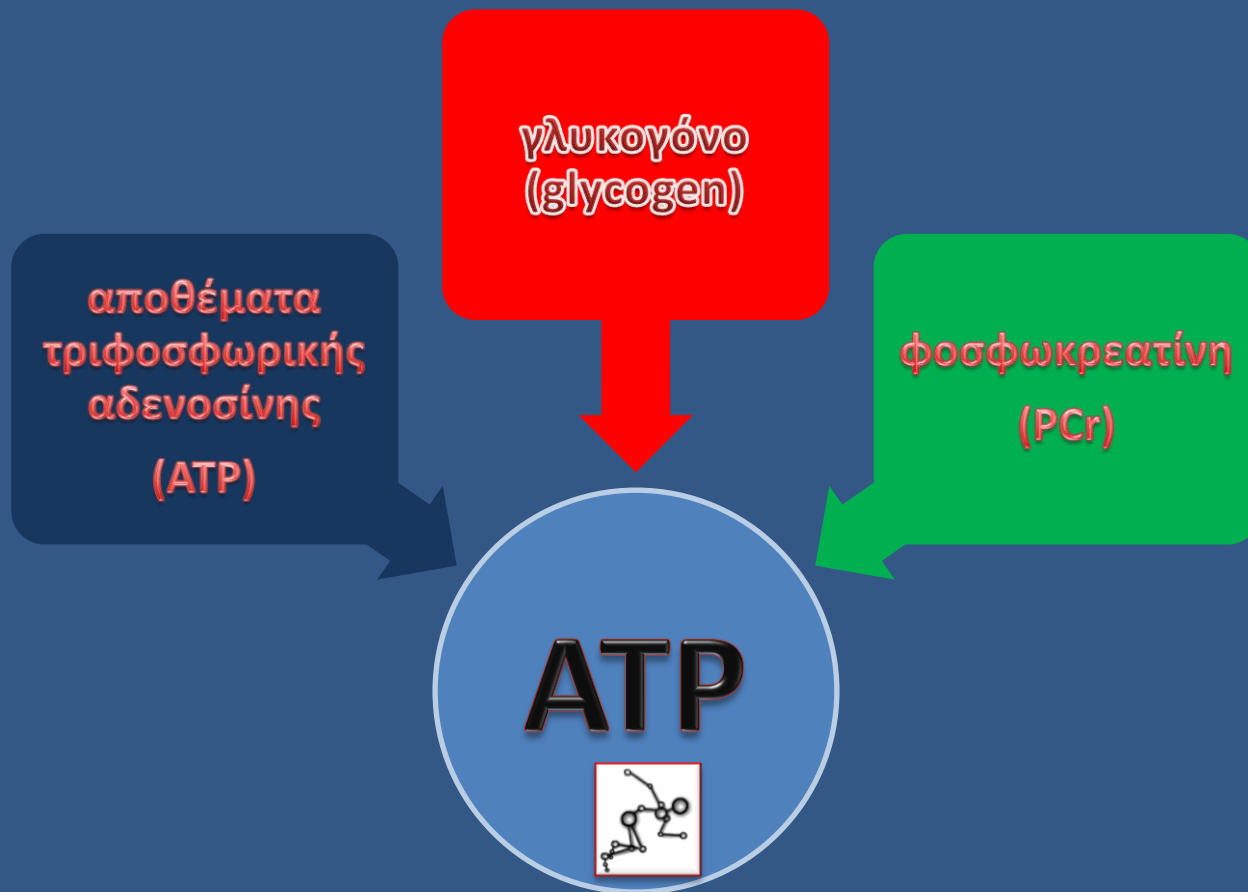 γλυκογόνο
(glycogen)
αποθέματα
τριφοσφωρικής
αδενοσίνης
(ATP)
φοσφωκρεατίνη
(PCr)
ATP